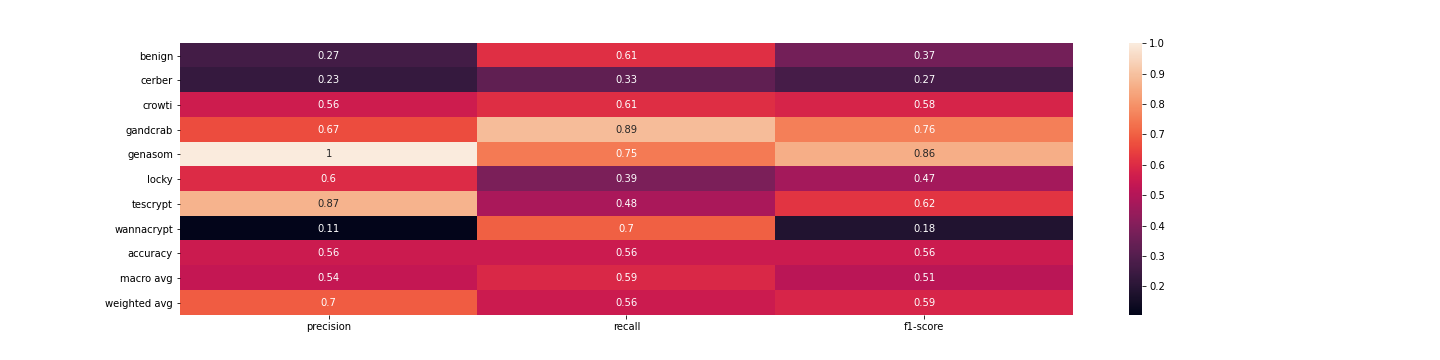 benign 0.27 0.61 0.37
cerber 0.23 0.33 0.27
crowti 0.56 0.61 0.58
gandcrab 0.67 0.89 0.76
genasom 1 0.75 0.86
locky 0.6 0.39 0.47
tescrypt 0.87 0.48 0.62
wannacrypt 0.11 0.7 0.18
accuracy 0.56 0.56 0.56
macro avg 0.54 0.59 0.51
weighted avg 0.7 0.56 0.59
precision recall f1-score
1.0
0.9
0.8
0.7
0.6
0.5
0.4
0.3
0.2